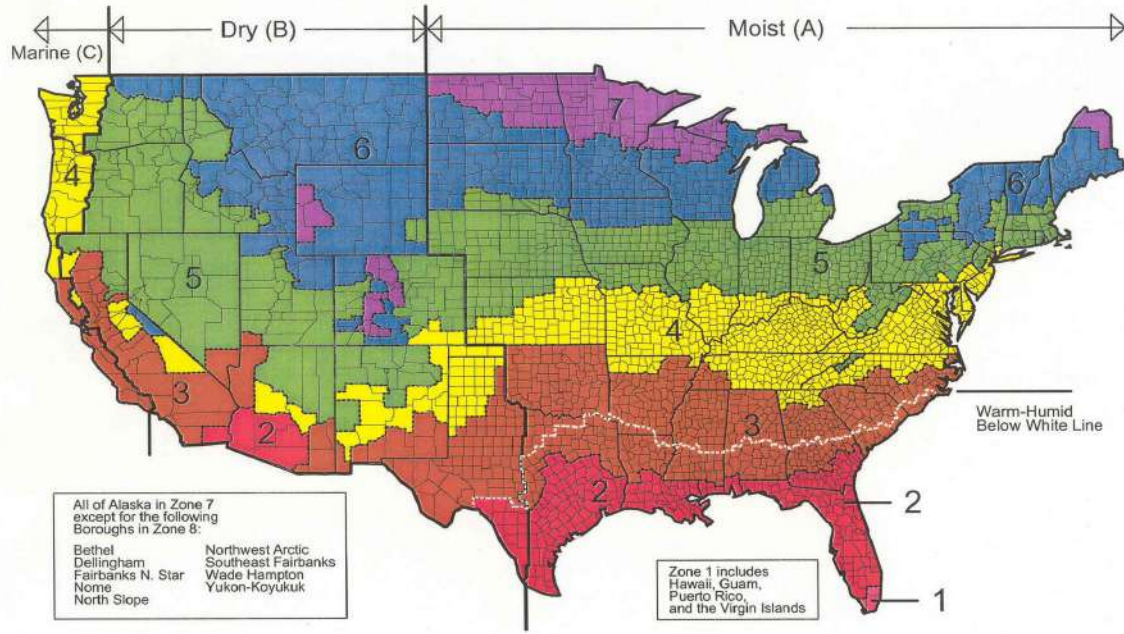 Marine (C)
Dry (B)
Moist (A)
7
6
6
4
5
5
4
3
3
2
2
Warm-Humid
Below White Line
2
1
All of Alaska in Zone 7
except for the following
Boroughs in Zone 8:
Bethel
Dellingham
Fairbanks N. Star
Nome
North Slope
Northwest Arctic
Southeast Fairbanks
Wade Hampton
Yukon-Koyukuk
Zone 1 includes
Hawaii, Guam,
Puerto Rico,
and the Virgin Islands